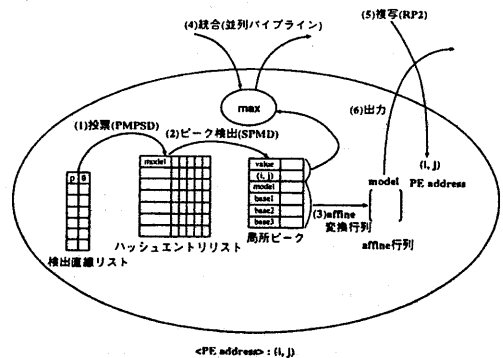 (4)統合(並列パイプライン)
(5)複写(RP2)
max
(1)投票(PMPSD)
(2)ピーク検出(SPMD)
(6)出力
model
p θ
検出直線リスト
ハッシュエントリリスト
value
(i, j)
model
base1
base2
base3
局所ピーク
(3)affine
変換行列
(i, j)
model PE address
affine行列
<PE address> : (i, j)